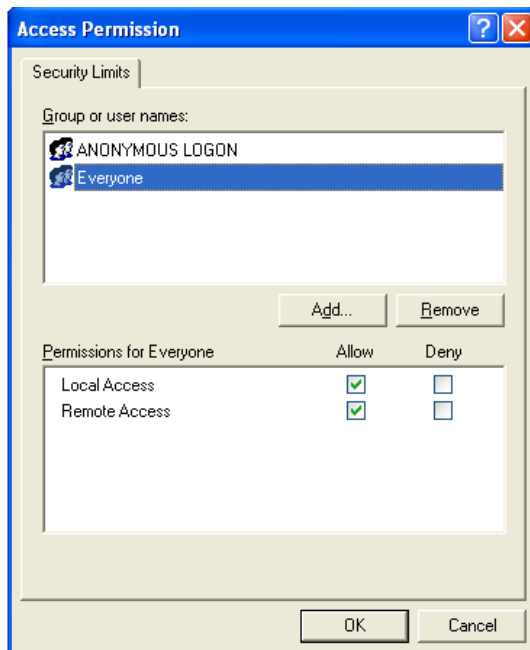 Access Permission
Security Limits
Group or user names:
ANONYMOUS LOGON
Everyone
Add...
Remove
Permissions for Everyone Allow Deny
Local Access
Remote Access
OK
Cancel